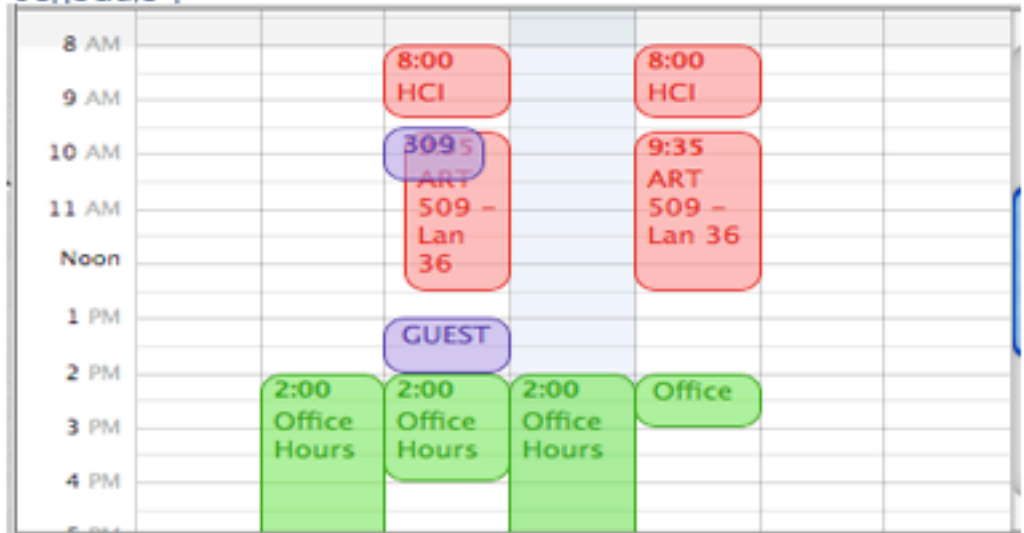 8 AM
9 AM
10 AM
11 AM
Noon
1 PM
2 PM
3 PM
4 PM
8:00
HCI
309
ART
509 –
Lan
36
GUEST
8:00
HCI
9:35
ART
509 –
Lan 36
2:00
Office
Hours
2:00
Office
Hours
2:00
Office
Hours
Office